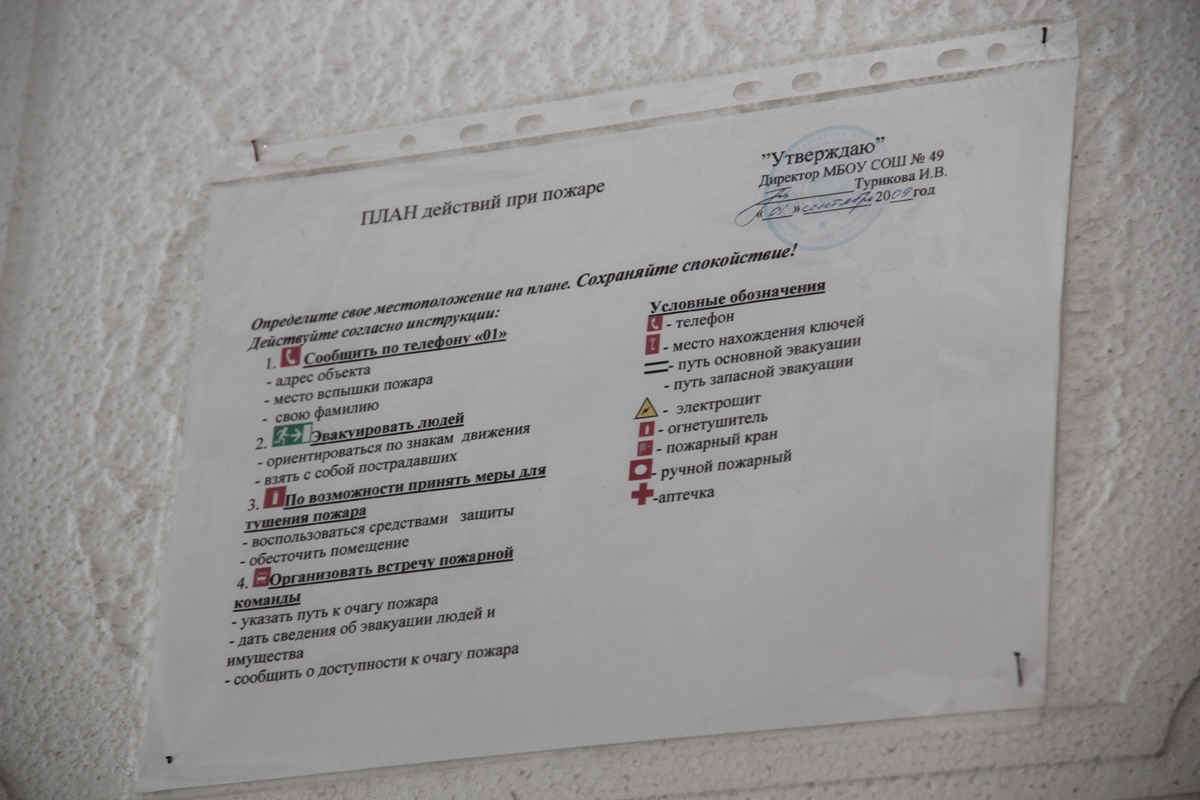 "Утверждаю"
Директор МБОУ СОШ № 49
Турикова И.В.
«01» сентября 2009 год
ПЛАН действий при пожаре
Определите свое местоположение на плане. Сохраняйте спокойствие!
Действуйте согласно инструкции:
1. Сообщить по телефону «01»
- адрес объекта
- место вспышки пожара
- свою фамилию
2. Эвакуировать людей
- ориентироваться по знакам движения
- взять с собой пострадавших
3. По возможности принять меры для
тушения пожара
- воспользоваться средствами защиты
- обесточить помещение
4. Организовать встречу пожарной
команды
- указать путь к очагу пожара
- дать сведения об эвакуации людей и
имущества
- сообщить о доступности к очагу пожара
Условные обозначения
- телефон
- место нахождения ключей
- путь основной эвакуации
- путь запасной эвакуации
- электрощит
- огнетушитель
- пожарный кран
- ручной пожарный
-аптечка